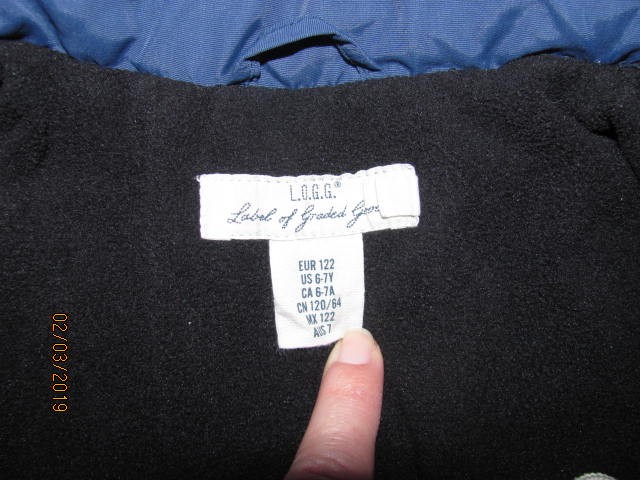 L.O.G.G.®
Label of Graded
EUR 122
US 6-7Y
CA 6-7A
CN 120/64
MX 122
AUS 7
02/03/2019